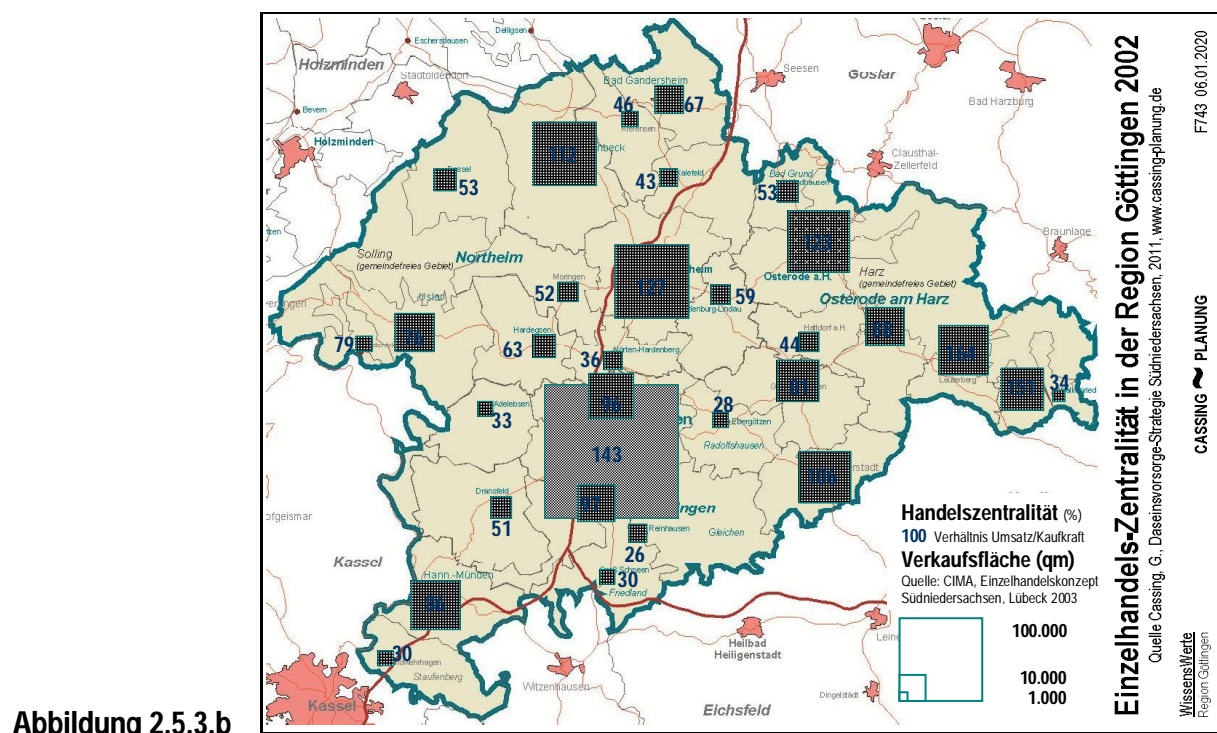 Delligsen
Goslar
Eschershausen
Holzminden
Stadtoldendorf
Bad Gandersheim
Seesen
Goslar
Bad Harzburg
Bevern
46
67
Kreiensen
Holzminden
112
Clausthal-
Zellerfeld
53
43
Kalefeld
Bad Grund
53
123
Braunlage
Solling
(gemeindefreies Gebiet)
Northeim
Osterode a.H.
Harz
(gemeindefreies Gebiet)
Moringen
52
59
Osterode am Harz
Hardegsen
79
63
Nörten-Hardenberg
36
Hattdorf a.H.
44
34
81
96
Adelebsen
33
28
Ebergötzen
Radolfshausen
143
106
Dransfeld
51
Reinhausen
Gleichen
26
30
Friedland
Kassel
Hann.-Münden
30
Staufenberg
Kassel
Witzenhausen
Heilbad
Heiligenstadt
Eichsfeld
Dingelstädt
Handelszentralität (%)
100 Verhältnis Umsatz/Kaufkraft
Verkaufsfläche (qm)
Quelle: CIMA, Einzelhandelskonzept
Südniedersachsen, Lübeck 2003
100.000
10.000
1.000
Einzelhandels-Zentralität in der Region Göttingen 2002
Quelle Cassing, G., Daseinsvorsorge-Strategie Südniedersachsen, 2011, www.cassing-planung.de
WissensWerte
Region Göttingen
CASSING ~ PLANUNG
F743 06.01.2020
Abbildung 2.5.3.b